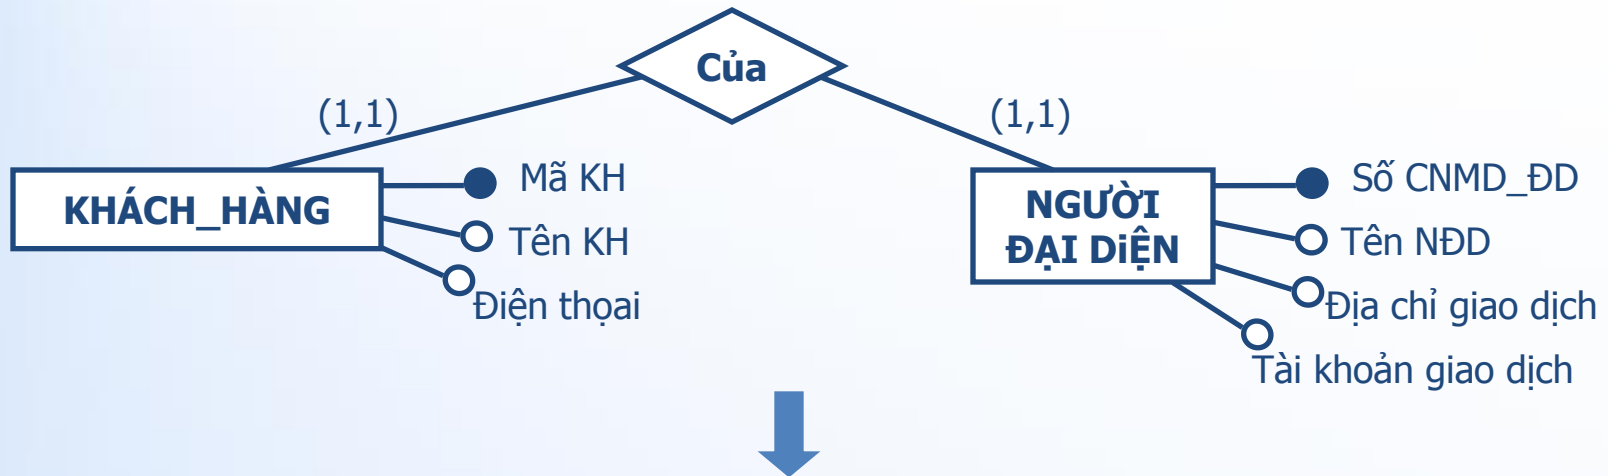 Của
(1,1)
(1,1)
KHÁCH_HÀNG
Mã KH
Tên KH
Điện thọai
NGƯỜI
ĐẠI DiỆN
Số CNMD_ĐD
Tên NĐD
Địa chỉ giao dịch
Tài khoản giao dịch